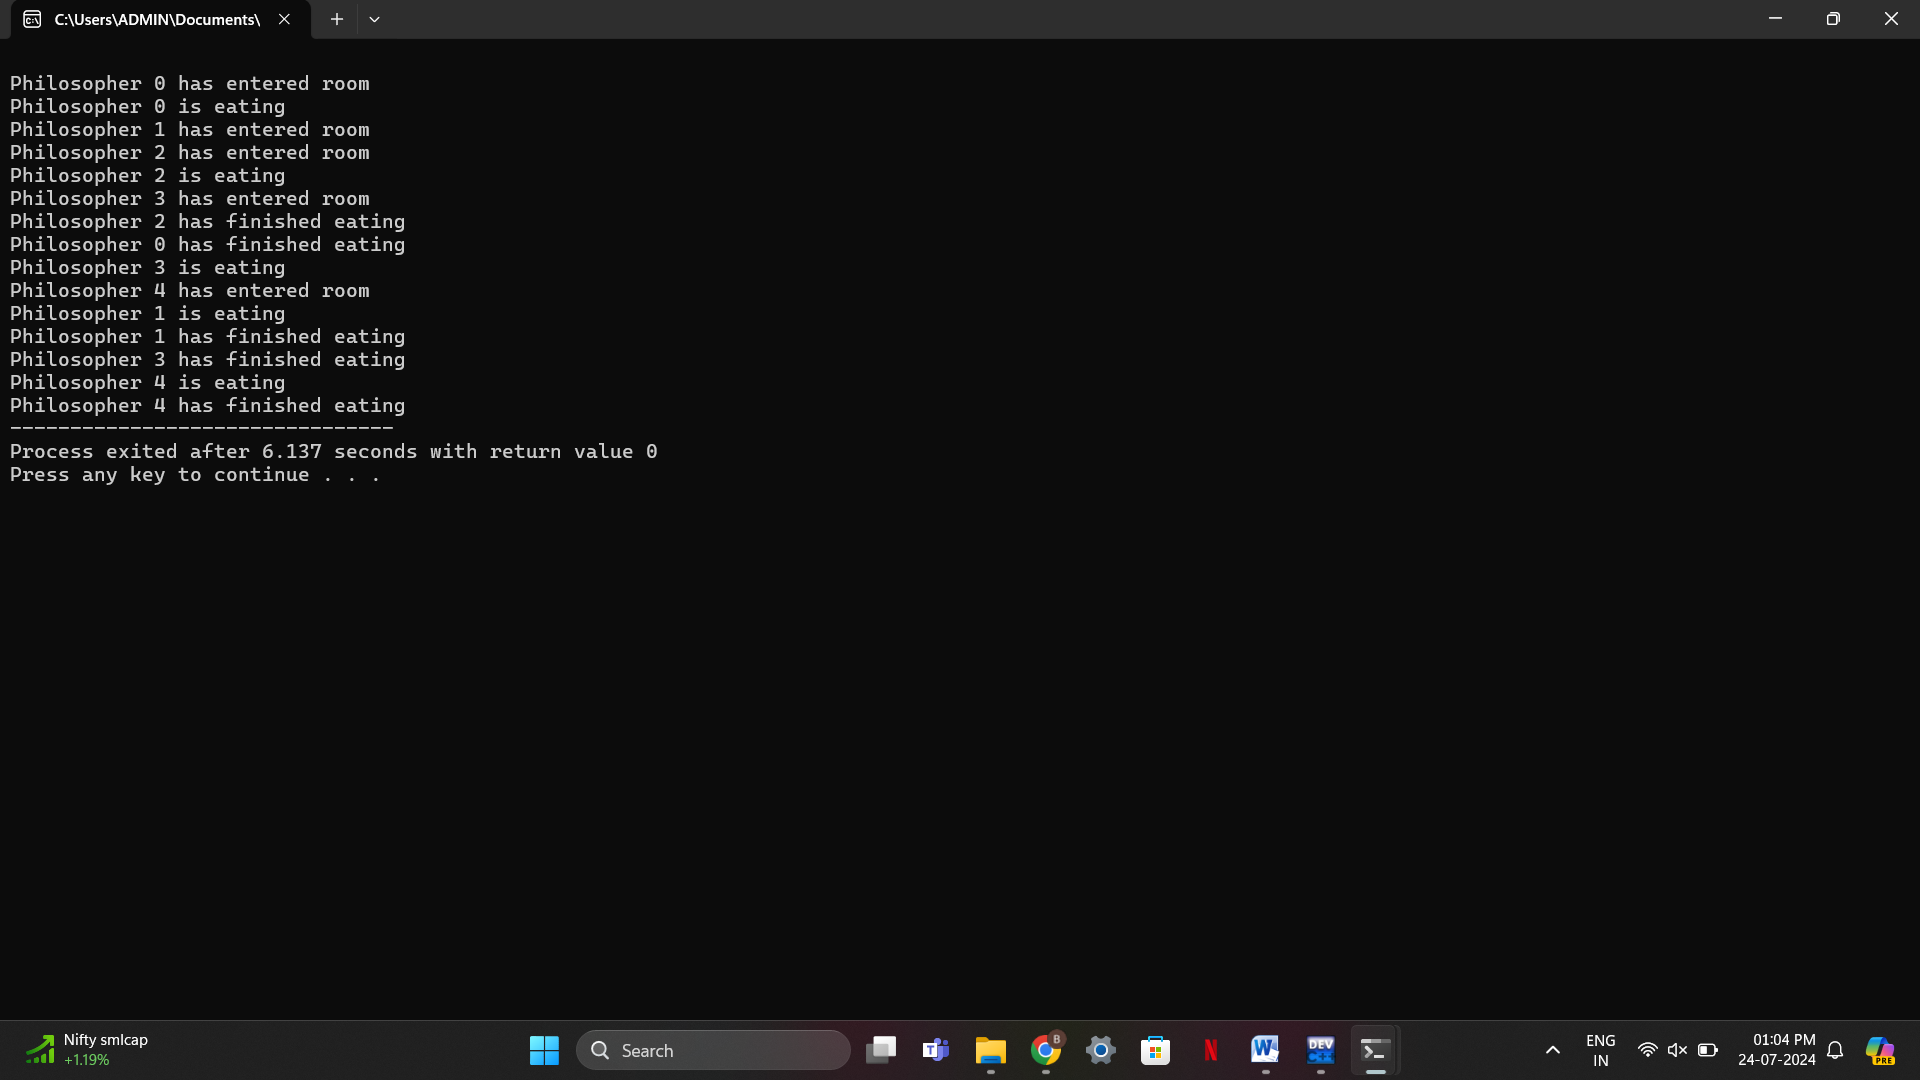 C:\Users\ADMIN\Documents\
Philosopher 0 has entered room
Philosopher 0 is eating
Philosopher 1 has entered room
Philosopher 2 has entered room
Philosopher 2 is eating
Philosopher 3 has entered room
Philosopher 2 has finished eating
Philosopher 0 has finished eating
Philosopher 3 is eating
Philosopher 4 has entered room
Philosopher 1 is eating
Philosopher 1 has finished eating
Philosopher 3 has finished eating
Philosopher 4 is eating
Philosopher 4 has finished eating
--------------------------------
Process exited after 6.137 seconds with return value 0
Press any key to continue . . .
Nifty smlcap
+1.19%
Search
T
B
N
W
DEV
C++
ENG
IN
01:04 PM
24-07-2024
PRE